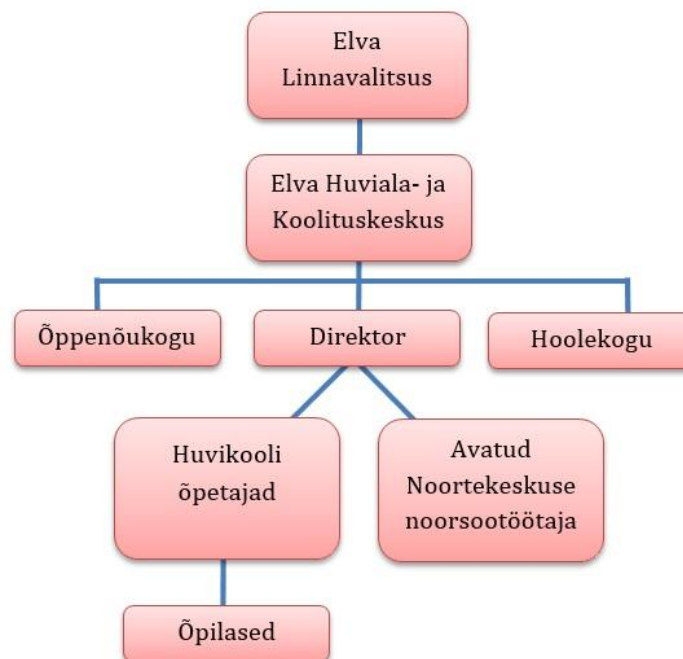 Elva
Linnavalitsus
Elva Huviala- ja
Koolituskeskus
Õppenõukogu
Direktor
Hoolekogu
Huvikooli
õpetajad
Avatud
Noortekeskuse
noorsootöötaja
Õpilased